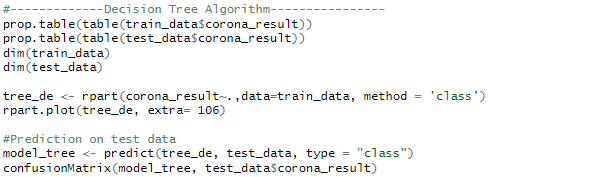 #-------------Decision Tree Algorithm----------------
prop.table(table(train_data$corona_result))
prop.table(table(test_data$corona_result))
dim(train_data)
dim(test_data)
tree_de <- rpart(corona_result~.,data=train_data, method = 'class')
rpart.plot(tree_de, extra= 106)
#Prediction on test data
model_tree <- predict(tree_de, test_data, type = "class")
confusionMatrix(model_tree, test_data$corona_result)